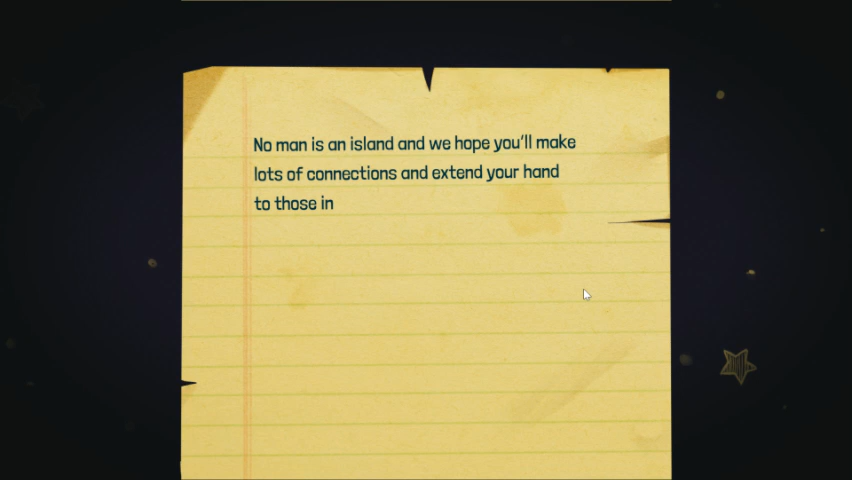 No man is an island and we hope you'll make
lots of connections and extend your hand
to those in